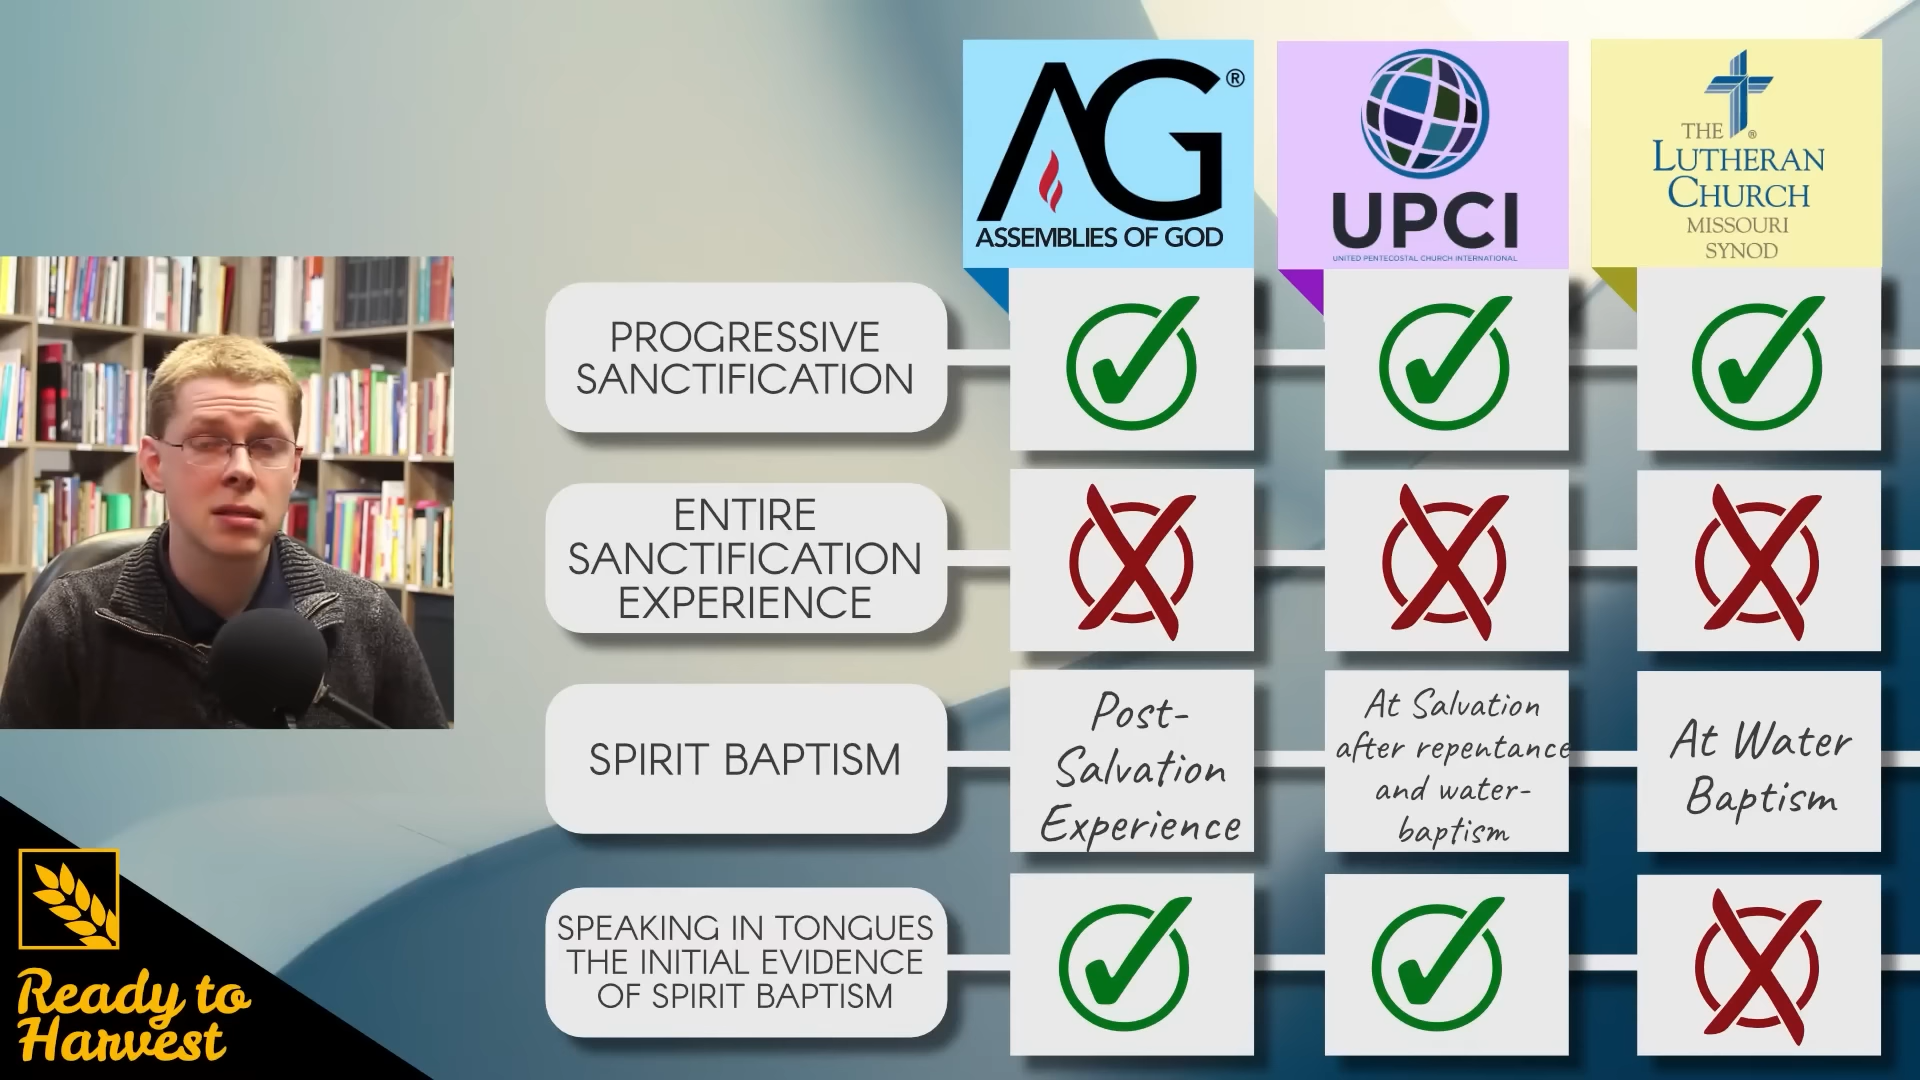 AG®
ASSEMBLIES OF GOD
UPCI
UNITED PENTECOSTAL CHURCH INTERNATIONAL
THE ®
LUTHERAN
CHURCH
MISSOURI
SYNOD
PROGRESSIVE
SANCTIFICATION
ENTIRE
SANCTIFICATION
EXPERIENCE
SPIRIT BAPTISM
Post-
Salvation
Experience
At Salvation
after repentance
and water-
baptism
At Water
Baptism
SPEAKING IN TONGUES
THE INITIAL EVIDENCE
OF SPIRIT BAPTISM
Ready to
Harvest